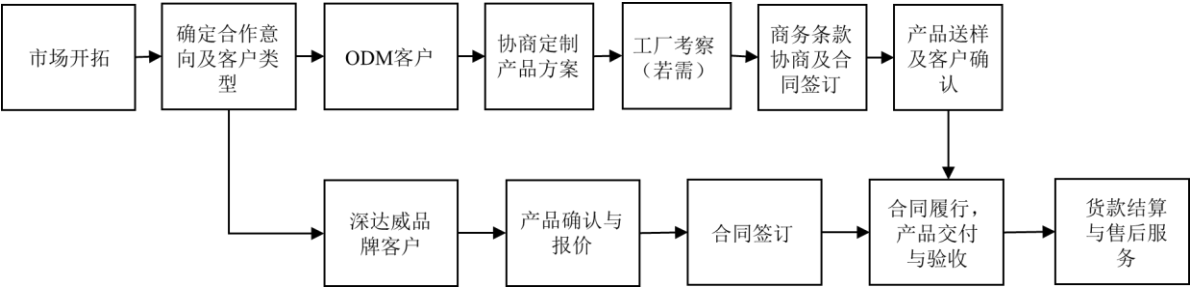 市场开拓
确定合作意
向及客户类
型
ODM客户
协商定制
产品方案
工厂考察
（若需）
商务条款
协商及合
同签订
产品送样
及客户确
认
深达威品
牌客户
产品确认与
报价
合同签订
合同履行，
产品交付
与验收
货款结算
与售后服
务